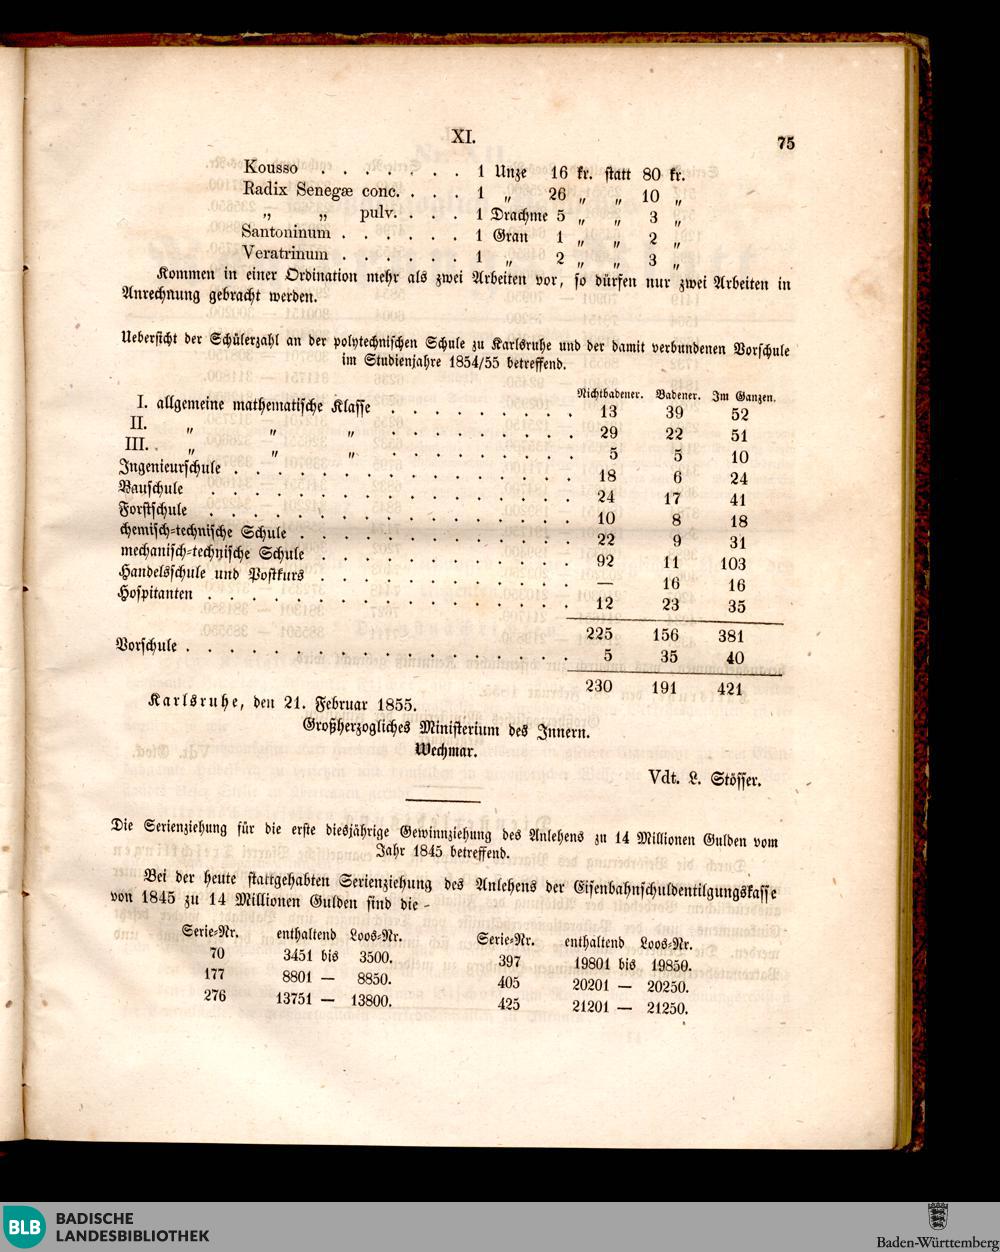 XI.
75
Kousso . . . . . . . 1 Unze 16 kr. statt 80 kr.
Radix Senegæ conc. . . . 1 „ 26 „ „ 10 „
„ „ pulv. . . . 1 Drachme 5 „ „ 3 „
Santoninum . . . . . . 1 Gran 1 „ „ 2 „
Veratrinum . . . . . . 1 „ 2 „ „ 3 „
Kommen in einer Ordination mehr als zwei Arbeiten vor, so dürfen nur zwei Arbeiten in
Anrechnung gebracht werden.
Uebersicht der Schülerzahl an der polytechnischen Schule zu Karlsruhe und der damit verbundenen Vorschule
im Studienjahre 1854/55 betreffend.
Nichtbadener. Badener. Im Ganzen.
I. allgemeine mathematische Klasse . . . . . . . . . 13 39 52
II. „ „ „ . . . . . . . . . 29 22 51
III. „ „ „ . . . . . . . . . 5 5 10
Ingenieurschule . . . . . . . . . . . . . . . 18 6 24
Bauschule . . . . . . . . . . . . . . . . 24 17 41
Forstschule . . . . . . . . . . . . . . . . 10 8 18
chemisch-technische Schule . . . . . . . . . . . . 22 9 31
mechanisch-technische Schule . . . . . . . . . . . 92 11 103
Handelsschule und Postkurs . . . . . . . . . . . — 16 16
Hospitanten . . . . . . . . . . . . . . . . 12 23 35
225 156 381
Vorschule . . . . . . . . . . . . . . . . . 5 35 40
230 191 421
Karlsruhe, den 21. Februar 1855.
Großherzogliches Ministerium des Innern.
Wechmar.
Vdt. L. Stösser.
Die Serienziehung für die erste diesjährige Gewinnziehung des Anlehens zu 14 Millionen Gulden vom
Jahr 1845 betreffend.
Bei der heute stattgehabten Serienziehung des Anlehens der Eisenbahnschuldentilgungskasse
von 1845 zu 14 Millionen Gulden sind die -
Serie-Nr. enthaltend Loos-Nr. Serie-Nr. enthaltend Loos-Nr.
70 3451 bis 3500. 397 19801 bis 19850.
177 8801 — 8850. 405 20201 — 20250.
276 13751 — 13800. 425 21201 — 21250.
BLB
BADISCHE
LANDESBIBLIOTHEK
Baden-Württemberg